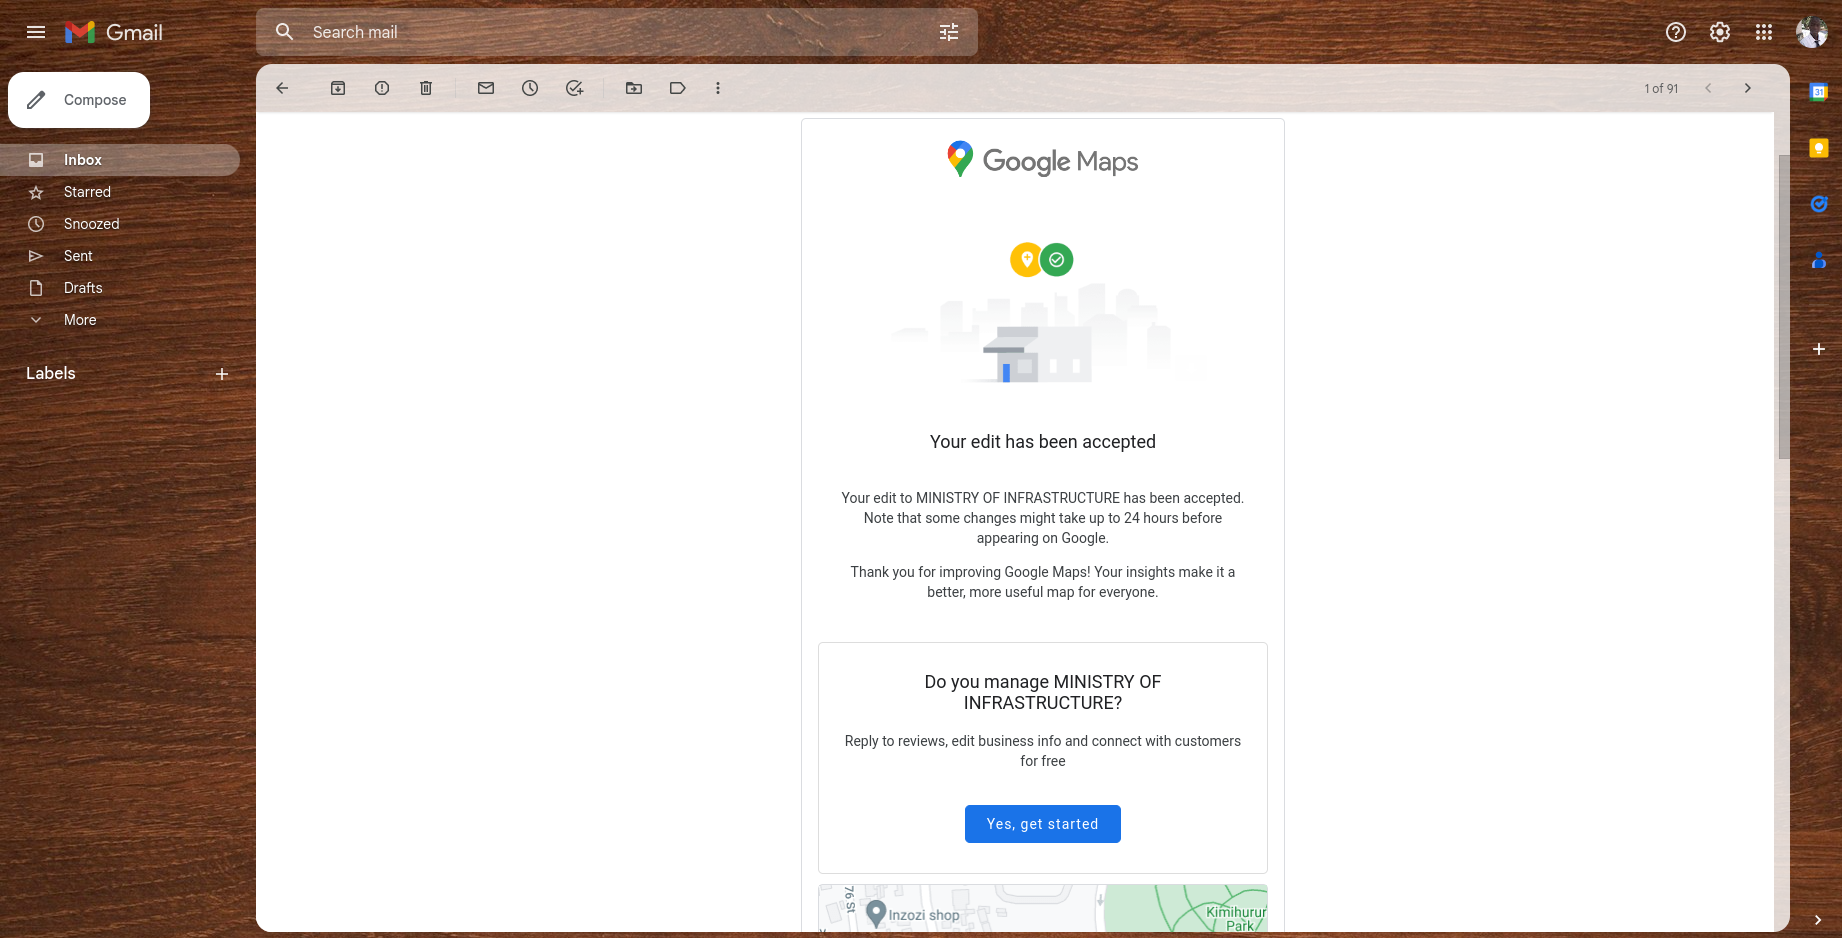 Gmail
Search mail
Compose
1 of 91
Inbox
Starred
Snoozed
Sent
Drafts
More
Labels
31
Google Maps
Your edit has been accepted
Your edit to MINISTRY OF INFRASTRUCTURE has been accepted.
Note that some changes might take up to 24 hours before
appearing on Google.
Thank you for improving Google Maps! Your insights make it a
better, more useful map for everyone.
Do you manage MINISTRY OF
INFRASTRUCTURE?
Reply to reviews, edit business info and connect with customers
for free
Yes, get started
76 St
Inzozi shop
Kimihurur
Park